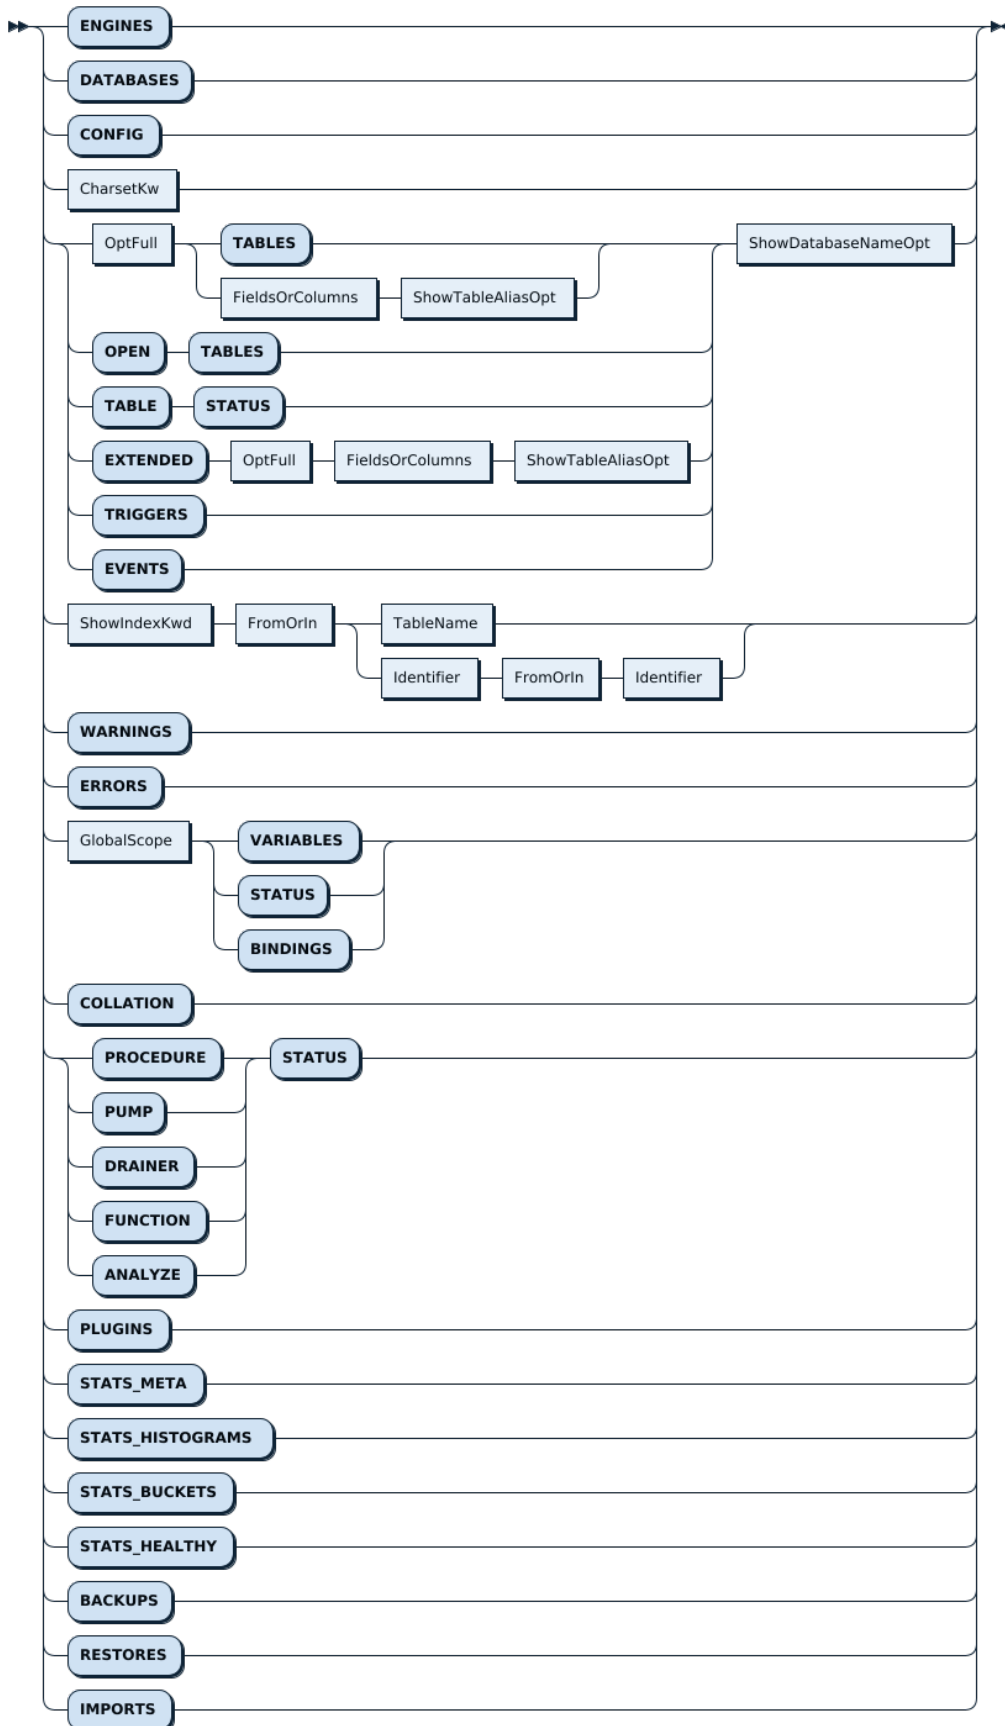 ENGINES
DATABASES
CONFIG
CharsetKw
OptFull TABLES ShowDatabaseNameOpt
FieldsOrColumns ShowTableAliasOpt
OPEN TABLES
TABLE STATUS
EXTENDED OptFull FieldsOrColumns ShowTableAliasOpt
TRIGGERS
EVENTS
ShowIndexKwd FromOrIn TableName
Identifier FromOrIn Identifier
WARNINGS
ERRORS
GlobalScope VARIABLES
STATUS
BINDINGS
COLLATION
PROCEDURE STATUS
PUMP
DRAINER
FUNCTION
ANALYZE
PLUGINS
STATS_META
STATS_HISTOGRAMS
STATS_BUCKETS
STATS_HEALTHY
BACKUPS
RESTORES
IMPORTS